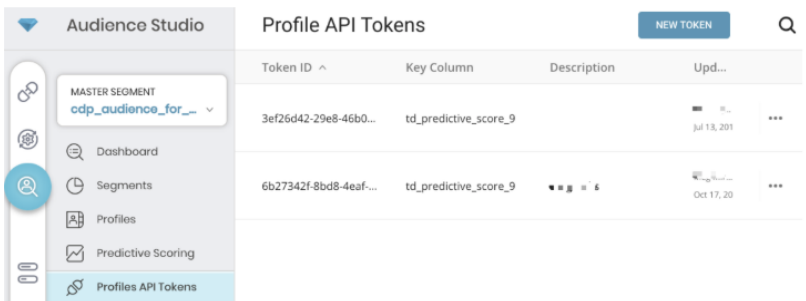 Audience Studio
Profile API Tokens
NEW TOKEN
Token ID
Key Column
Description
Upd...
MASTER SEGMENT
cdp_audience_for_...
3ef26d42-29e8-46b0...
td_predictive_score_9
Jul 13, 201
Dashboard
Segments
6b27342f-8bd8-4eaf-...
td_predictive_score_9
Oct 17, 20
Profiles
Predictive Scoring
Profiles API Tokens